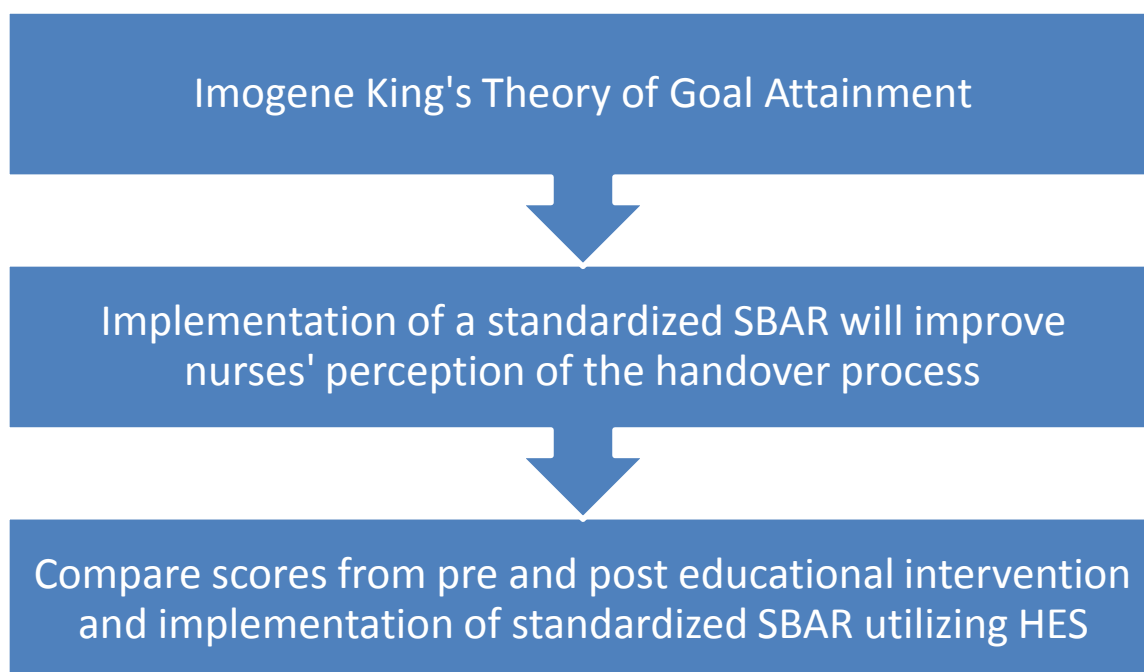 Imogene King's Theory of Goal Attainment
Implementation of a standardized SBAR will improve
nurses' perception of the handover process
Compare scores from pre and post educational intervention
and implementation of standardized SBAR utilizing HES